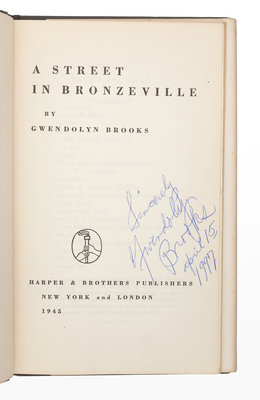 A STREET
IN BRONZEVILLE
BY
GWENDOLYN BROOKS
Sincerely,
Gwendolyn
Brooks
April 15
1997
HARPER & BROTHERS PUBLISHERS
NEW YORK and LONDON
1945